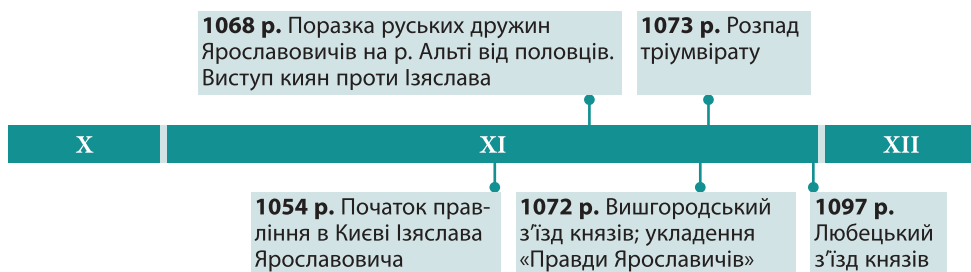 1068 р. Поразка руських дружин
Ярославовичів на р. Альті від половців.
Виступ киян проти Ізяслава
1073 р. Розпад
тріумвірату
X
XI
XII
1054 р. Початок прав-
ління в Києві Ізяслава
Ярославовича
1072 р. Вишгородський
з’їзд князів; укладення
«Правди Ярославичів»
1097 р.
Любецький
з’їзд князів